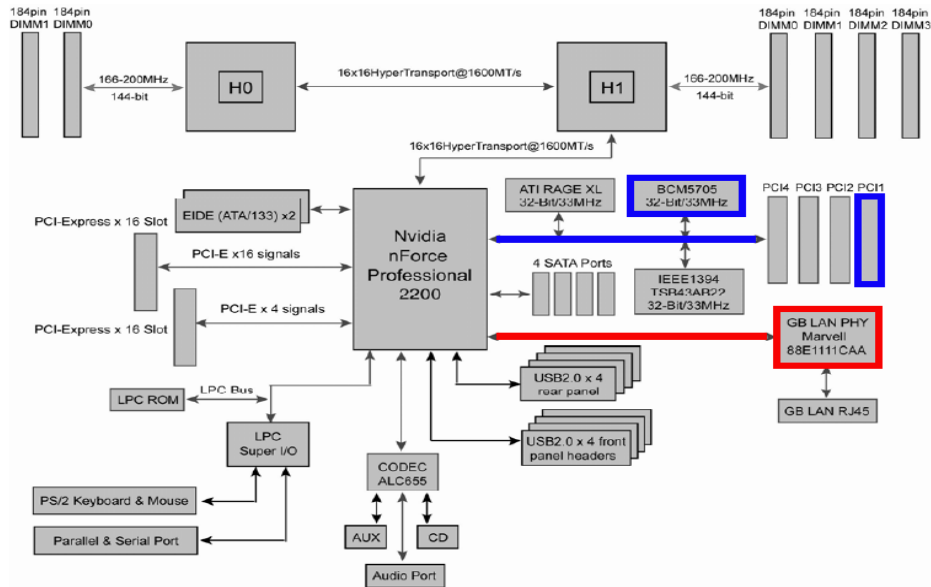 184pin 184pin
DIMM1 DIMM0
184pin 184pin 184pin 184pin
DIMM0 DIMM1 DIMM2 DIMM3
166-200MHz
144-bit
H0
16x16HyperTransport@1600MT/s
H1
166-200MHz
144-bit
16x16HyperTransport@1600MT/s
ATI RAGE XL
32-Bit/33MHz
BCM5705
32-Bit/33MHz
PCI4 PCI3 PCI2 PCI1
EIDE (ATA/133) x2
PCI-Express x 16 Slot
PCI-E x16 signals
Nvidia
nForce
Professional
2200
4 SATA Ports
IEEE1394
TSB43AB22
32-Bit/33MHz
PCI-E x 4 signals
PCI-Express x 16 Slot
GB LAN PHY
Marvell
88E1111CAA
GB LAN RJ45
USB2.0 x 4
rear panel
USB2.0 x 4 front
panel headers
LPC ROM
LPC Bus
LPC
Super I/O
CODEC
ALC655
PS/2 Keyboard & Mouse
Parallel & Serial Port
AUX
CD
Audio Port